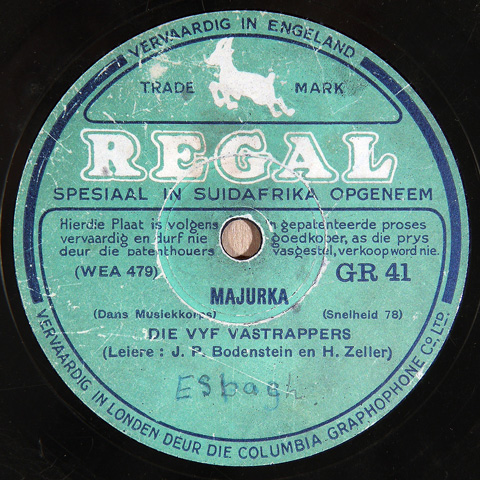 VERVAARDIG IN ENGELAND
TRADE MARK
REGAL
SPESIAAL IN SUIDAFRIKA OPGENEEM
Hierdie Plaat is volgens n gepatenteerde proses
vervaardig en durf nie goedkoper, as die prys
deur die patenthouers vasgestel, verkoop word nie.
(WEA 479) GR 41
MAJURKA
(Dans Musiekkorps) (Snelheid 78)
DIE VYF VASTRAPPERS
(Leiere : J. P. Bodenstein en H. Zeller)
VERVAARDIG IN LONDEN DEUR DIE COLUMBIA GRAPHOPHONE CO. LTD.